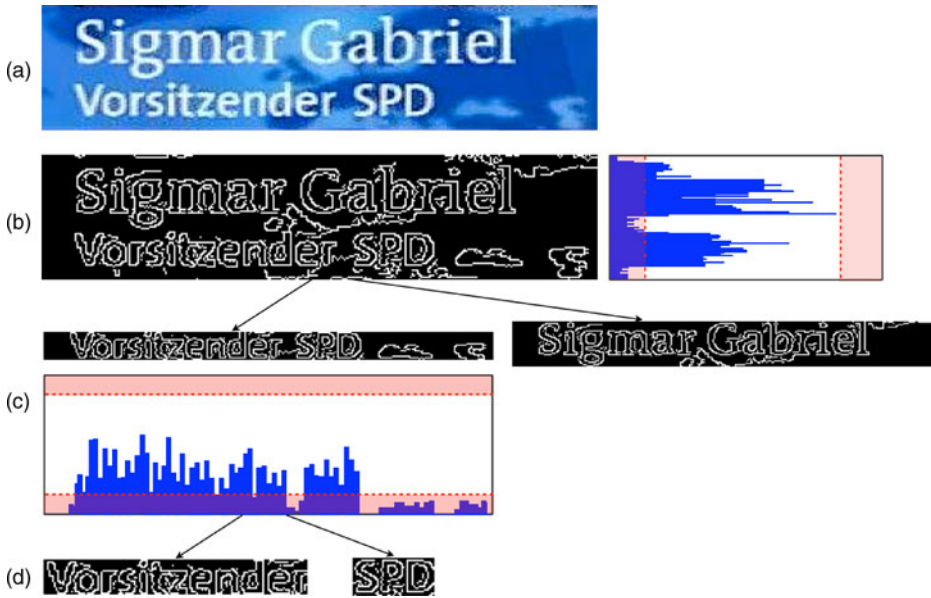 (a)
Sigmar Gabriel
Vorsitzender SPD
(b)
Sigmar Gabriel
Vorsitzender SPD
Vorsitzender SPD
Sigmar Gabriel
(c)
(d)
Vorsitzender
SPD